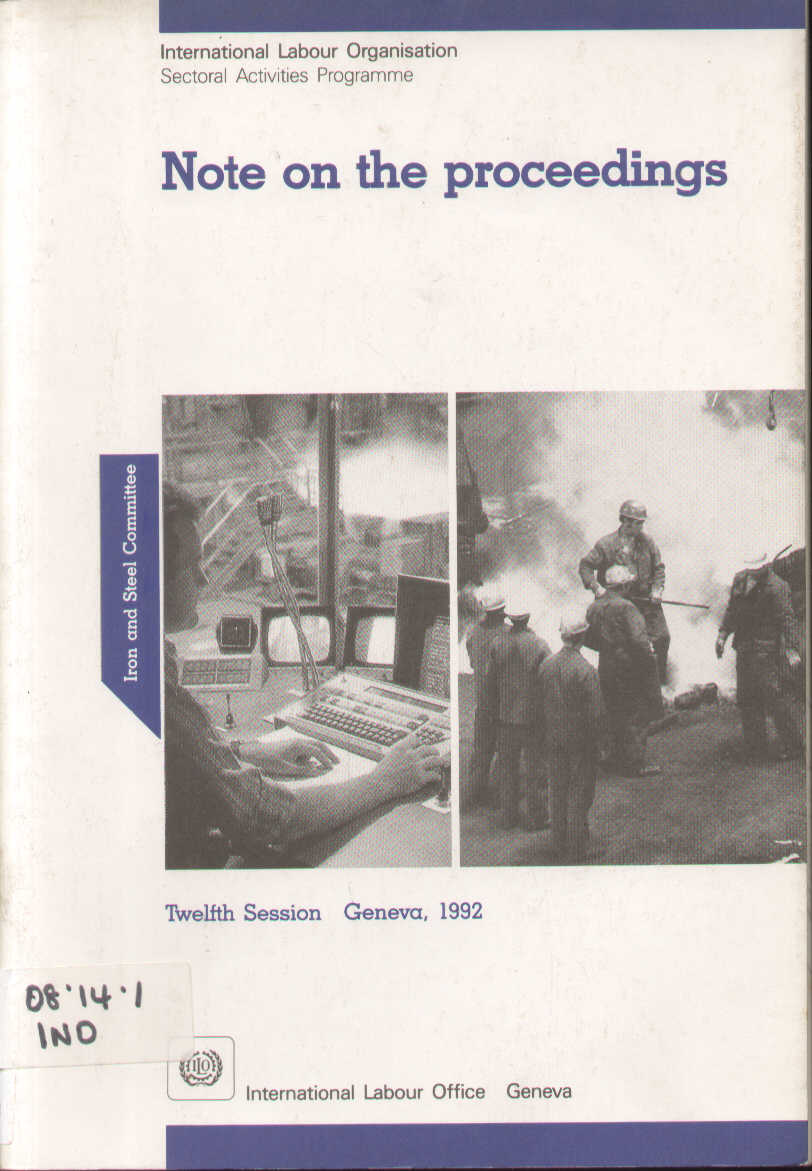 International Labour Organisation
Sectoral Activities Programme
Note on the proceedings
Iron and Steel Committee
Twelfth Session Geneva, 1992
08.14.1
IND
ILO
International Labour Office Geneva